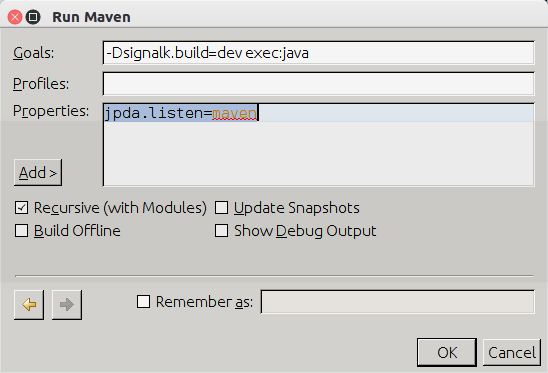 Run Maven
Goals: -Dsignalk.build=dev exec:java
Profiles:
Properties: jpda.listen=maven
Add >
Recursive (with Modules) Update Snapshots
Build Offline Show Debug Output
Remember as:
OK Cancel